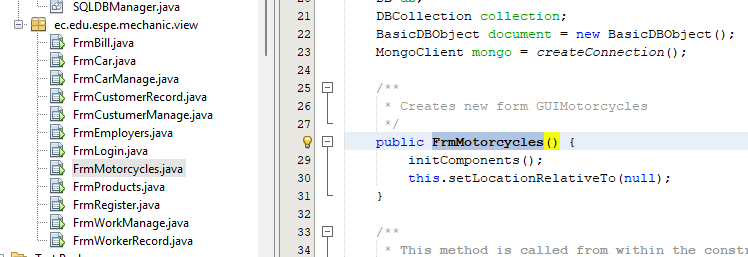 SQLDBManager.java
ec.edu.espe.mechanic.view
FrmBill.java
FrmCar.java
FrmCarManage.java
FrmCustomerRecord.java
FrmCustumerManage.java
FrmEmployers.java
FrmLogin.java
FrmMotorcycles.java
FrmProducts.java
FrmRegister.java
FrmWorkManage.java
FrmWorkerRecord.java
20 DB db;
21 DBCollection collection;
22 BasicDBObject document = new BasicDBObject();
23 MongoClient mongo = createConnection();
24
25 /**
26 * Creates new form GUIMotorcycles
27 */
public FrmMotorcycles() {
29 initComponents();
30 this.setLocationRelativeTo(null);
31 }
32
33 /**
34 * This method is called from within the